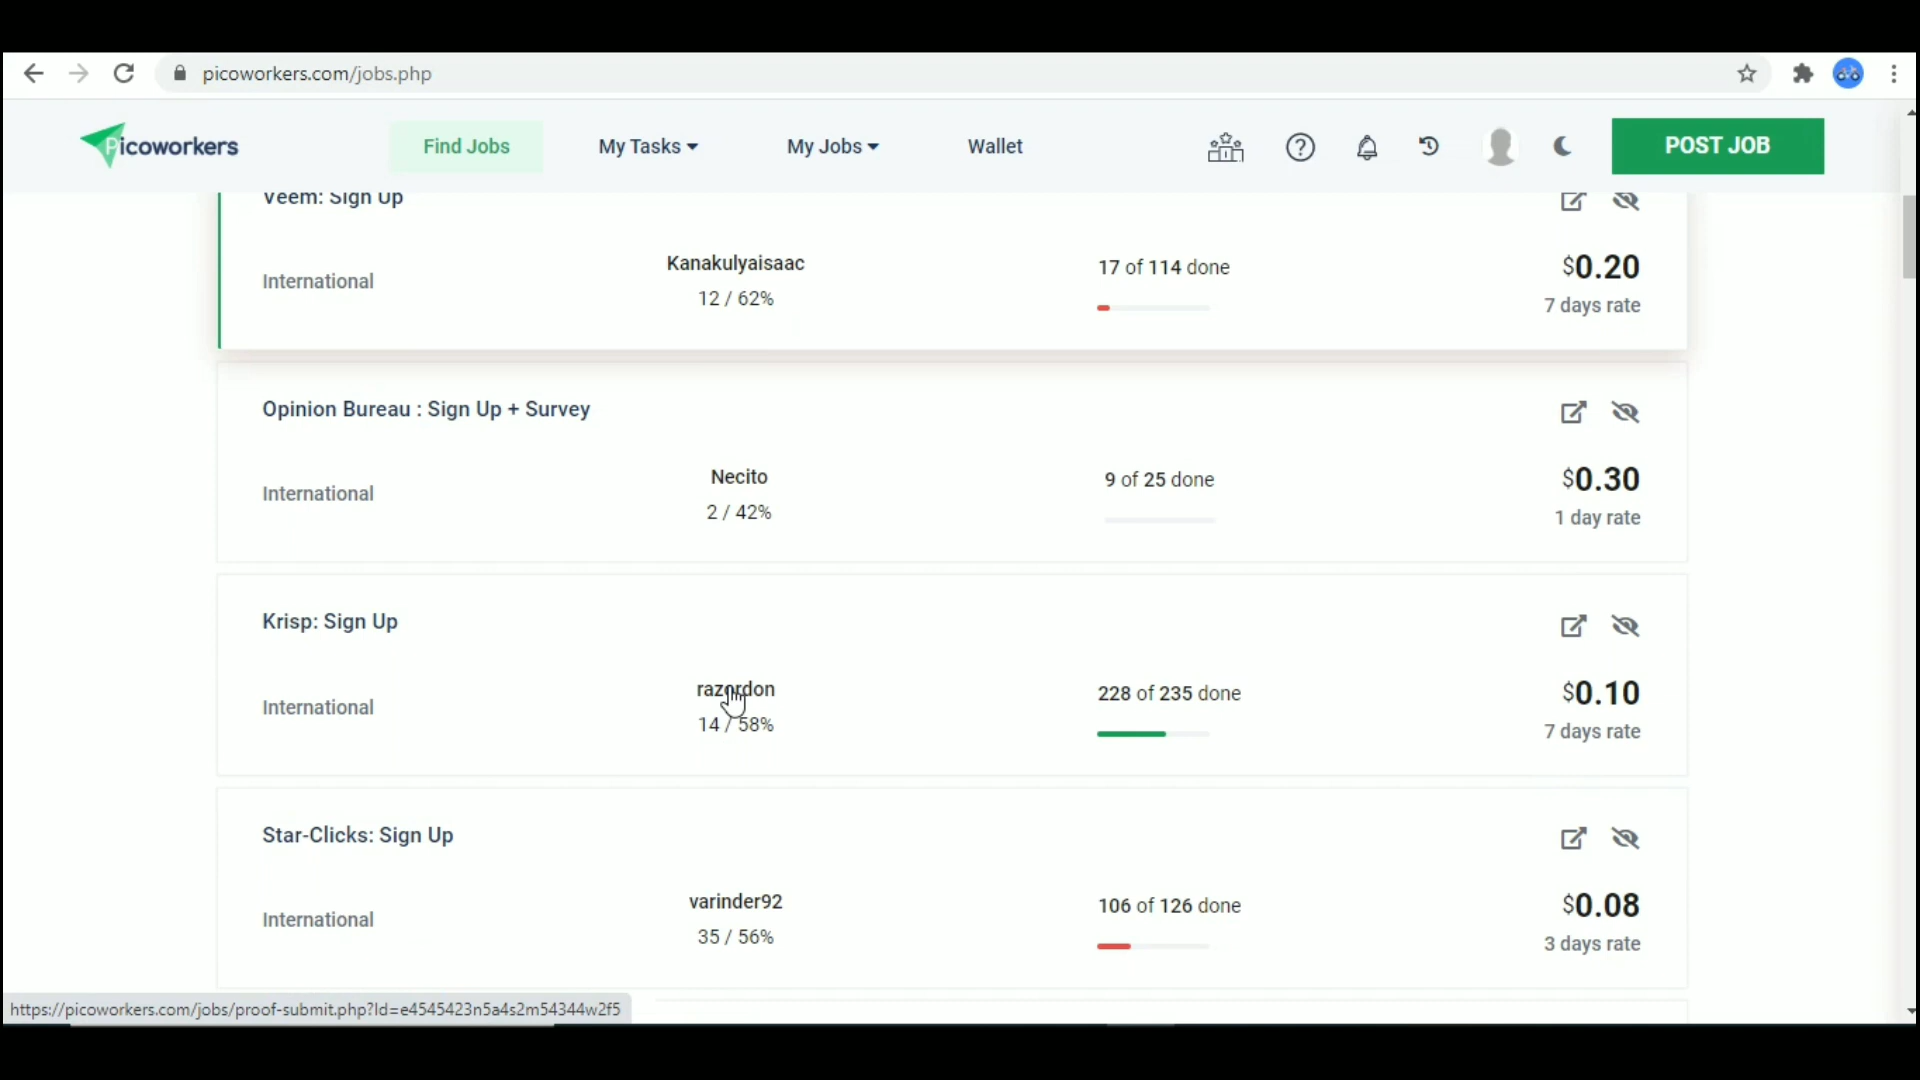 picoworkers.com/jobs.php
Picoworkers
Find Jobs
My Tasks
My Jobs
Wallet
POST JOB
Veem: Sign Up
International
Kanakulyaisaac
12 / 62%
17 of 114 done
$0.20
7 days rate
Opinion Bureau : Sign Up + Survey
International
Necito
2 / 42%
9 of 25 done
$0.30
1 day rate
Krisp: Sign Up
International
razordon
14 / 58%
228 of 235 done
$0.10
7 days rate
Star-Clicks: Sign Up
International
varinder92
35 / 56%
106 of 126 done
$0.08
3 days rate
https://picoworkers.com/jobs/proof-submit.php?Id=e4545423n5a4s2m54344w2f5